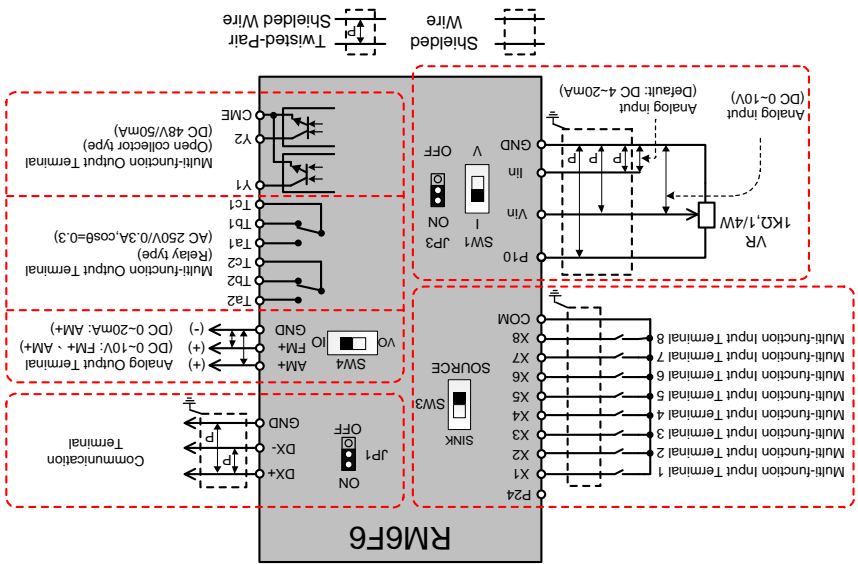 RM6F6
P24
Multi-function Input Terminal 1 X1
Multi-function Input Terminal 2 X2
Multi-function Input Terminal 3 X3
Multi-function Input Terminal 4 X4
Multi-function Input Terminal 5 X5
Multi-function Input Terminal 6 X6
Multi-function Input Terminal 7 X7
Multi-function Input Terminal 8 X8
COM
SINK
SW3
SOURCE
ON
JP1
OFF
DX+
DX-
GND
P
P
Communication
Terminal
SW4
VO
IO
AM+
FM+
GND
(+)
(+)
(-)
Analog Output Terminal
(DC 0~10V: FM+、AM+)
(DC 0~20mA: AM+)
Ta2
Tb2
Tc2
Ta1
Tb1
Tc1
Multi-function Output Terminal
(Relay type)
(AC 250V/0.3A,cosθ=0.3)
Y1
Y2
CME
Multi-function Output Terminal
(Open collector type)
DC 48V/50mA
VR
1KΩ,1/4W
P10
Vin
Iin
GND
P
P
P
P
SW1
I
V
JP3
ON
OFF
Analog input
(DC 0~10V)
Analog input
(Default: DC 4~20mA)
Shielded
Wire
P
Twisted-Pair
Shielded Wire